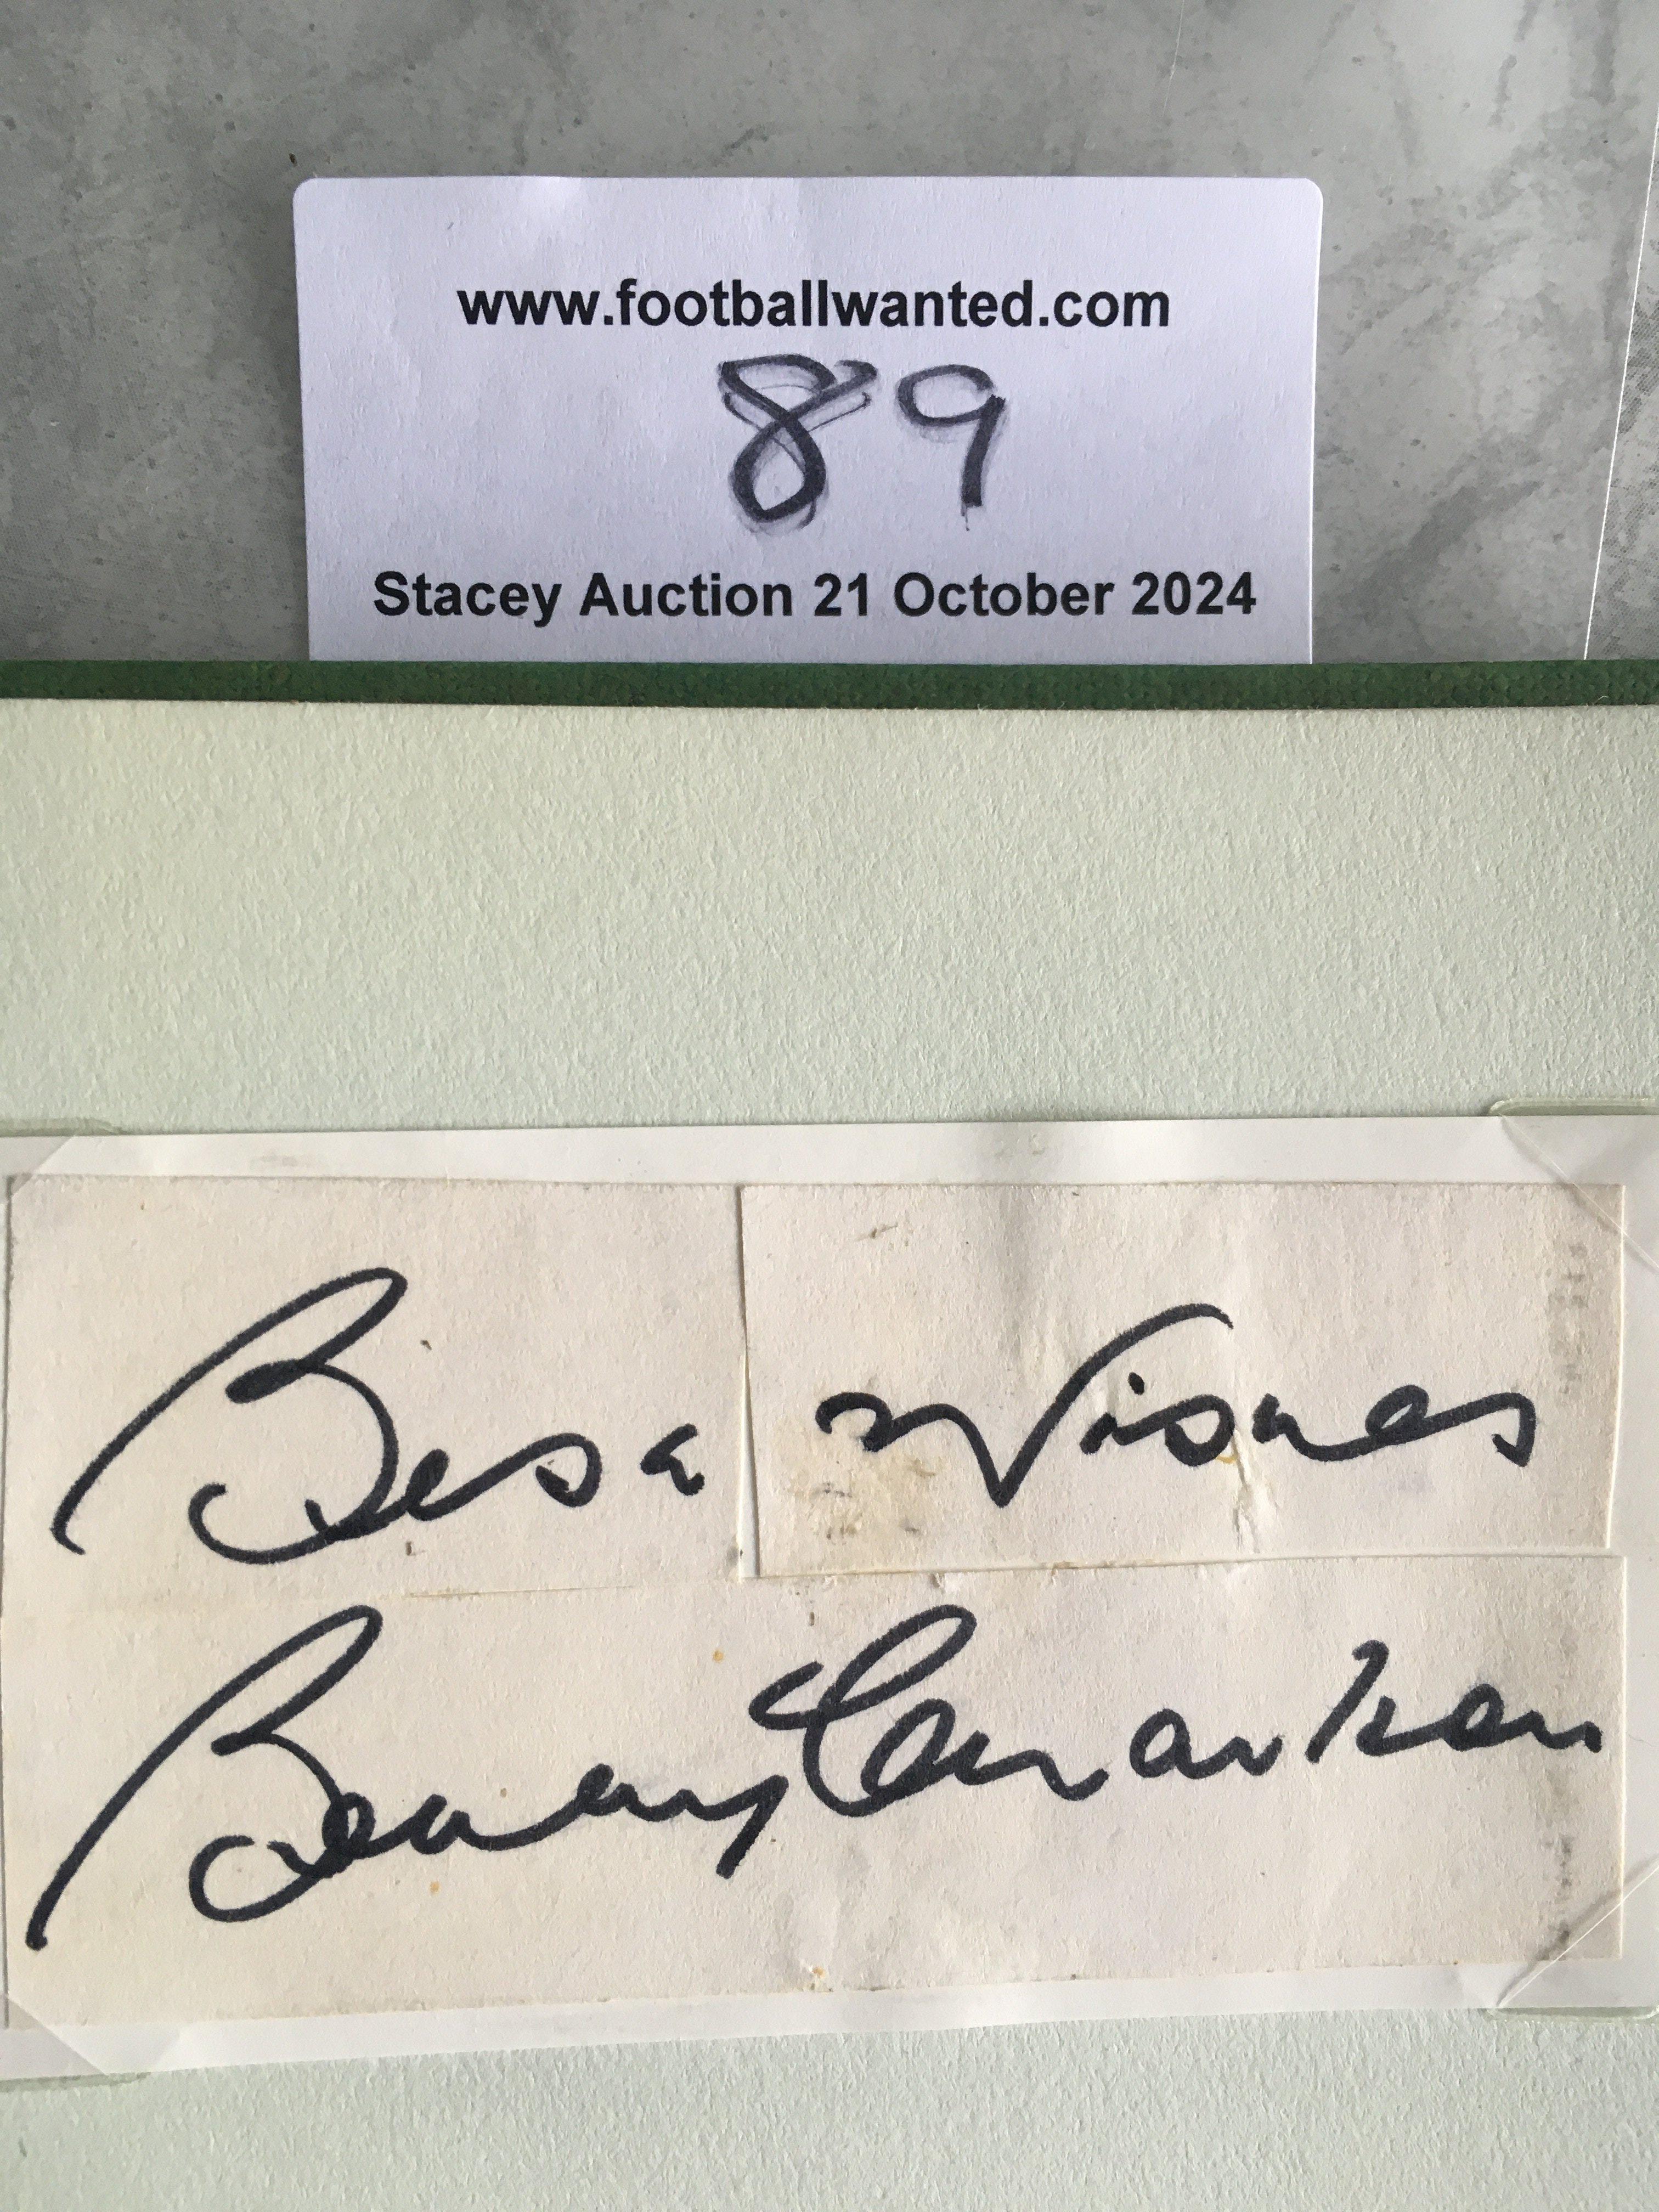 www.footballwanted.com
89
Stacey Auction 21 October 2024
Best Wishes